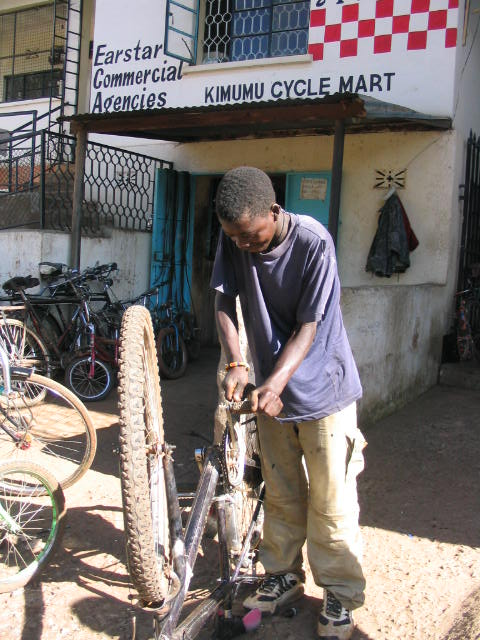 Earstar
Commercial
Agencies
KIMUMU CYCLE MART